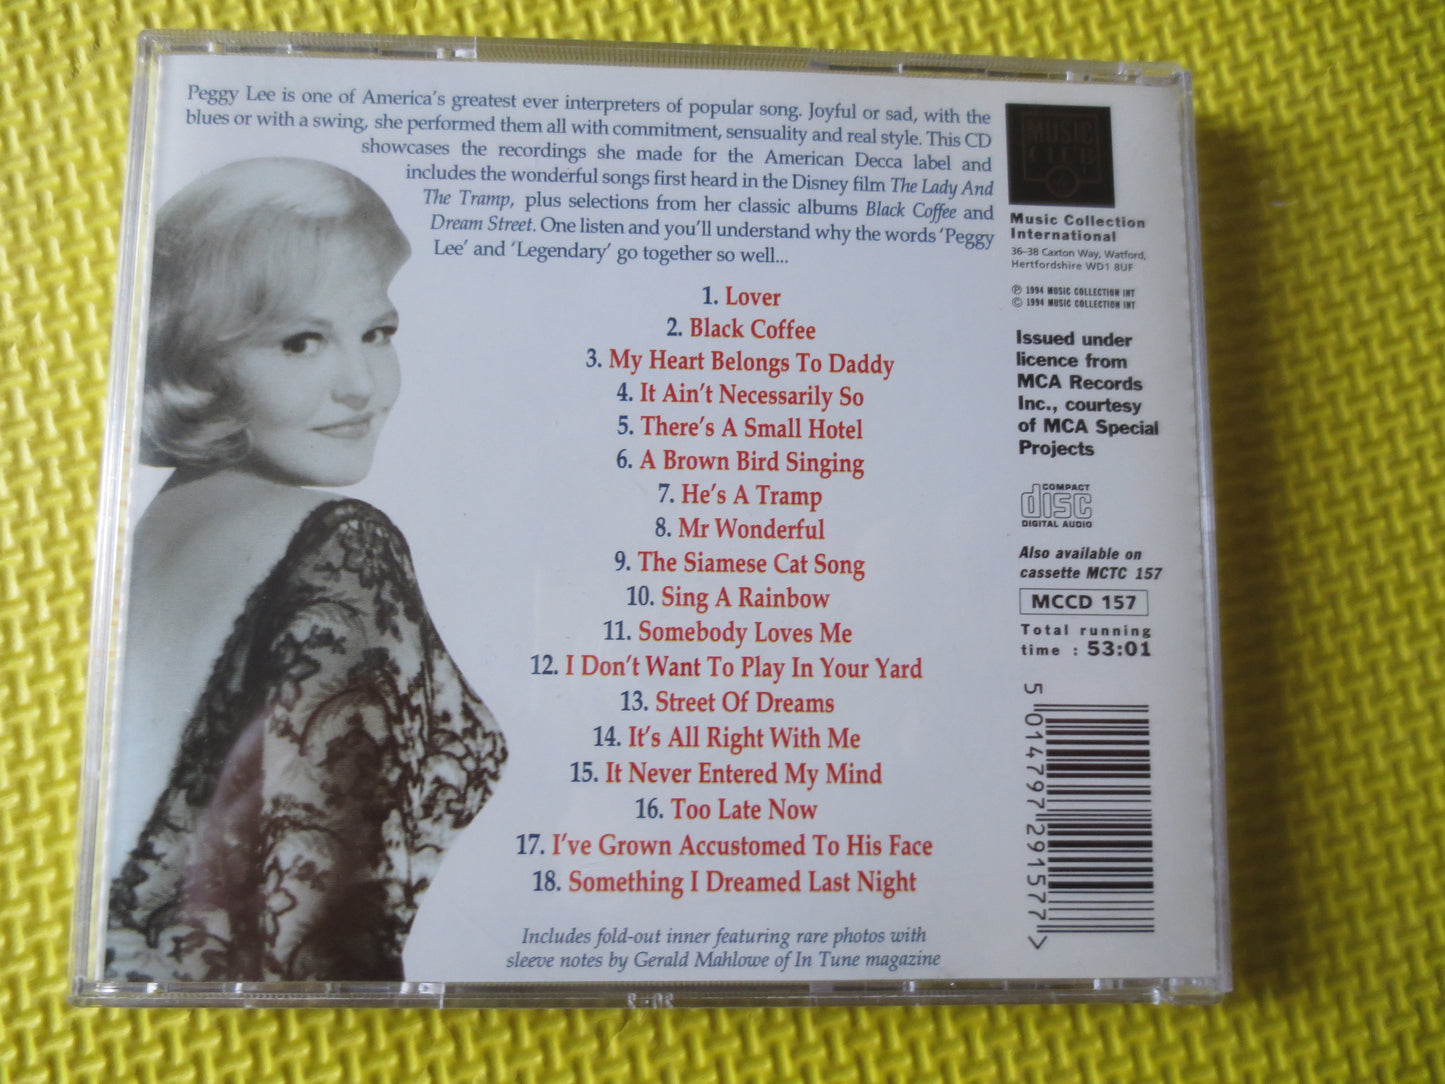 Peggy Lee is one of America's greatest ever interpreters of popular song. Joyful or sad, with the
blues or with a swing, she performed them all with commitment, sensuality and real style. This CD
showcases the recordings she made for the American Decca label and
includes the wonderful songs first heard in the Disney film The Lady And
The Tramp, plus selections from her classic albums Black Coffee and
Dream Street. One listen and you'll understand why the words 'Peggy
Lee' and 'Legendary' go together so well...
1. Lover
2. Black Coffee
3. My Heart Belongs To Daddy
4. It Ain't Necessarily So
5. There's A Small Hotel
6. A Brown Bird Singing
7. He's A Tramp
8. Mr Wonderful
9. The Siamese Cat Song
10. Sing A Rainbow
11. Somebody Loves Me
12. I Don't Want To Play In Your Yard
13. Street Of Dreams
14. It's All Right With Me
15. It Never Entered My Mind
16. Too Late Now
17. I've Grown Accustomed To His Face
18. Something I Dreamed Last Night
Includes fold-out inner featuring rare photos with
sleeve notes by Gerald Mahlowe of In Tune magazine
MUSIC
CLUB
Music Collection
International
36–38 Caxton Way, Watford,
Hertfordshire WD1 8UF
℗ 1994 MUSIC COLLECTION INT
© 1994 MUSIC COLLECTION INT
Issued under
licence from
MCA Records
Inc., courtesy
of MCA Special
Projects
COMPACT
disc
DIGITAL AUDIO
Also available on
cassette MCTC 157
MCCD 157
Total running
time : 53:01
5 014797 291577 >